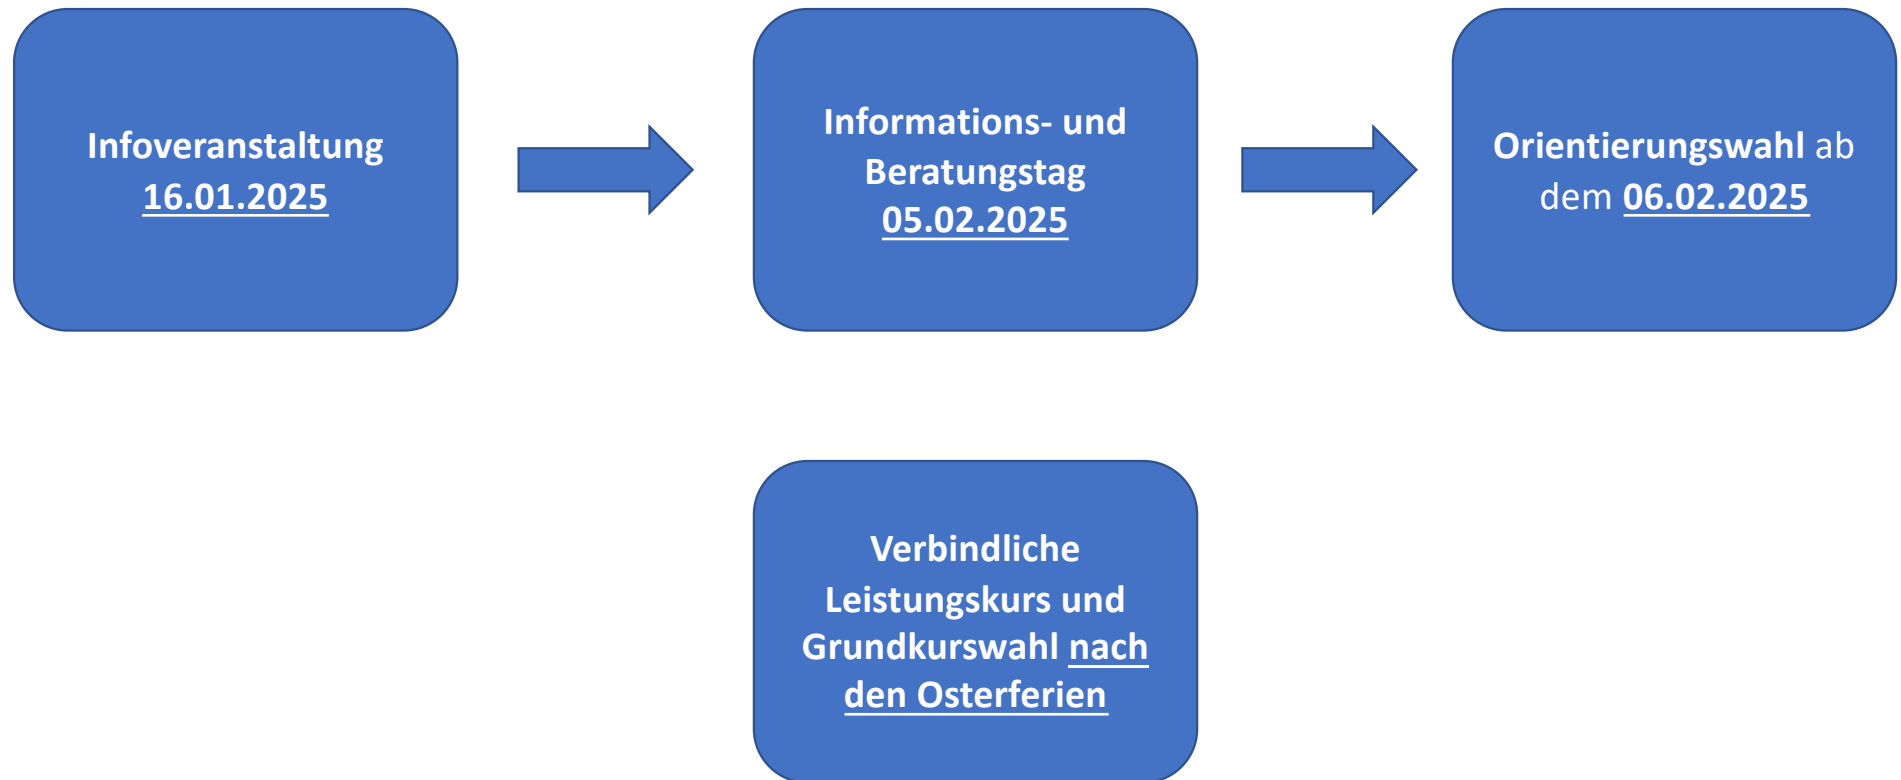 Infoveranstaltung
16.01.2025
Informations- und
Beratungstag
05.02.2025
Orientierungswahl ab
dem 06.02.2025
Verbindliche
Leistungskurs und
Grundkurswahl nach
den Osterferien